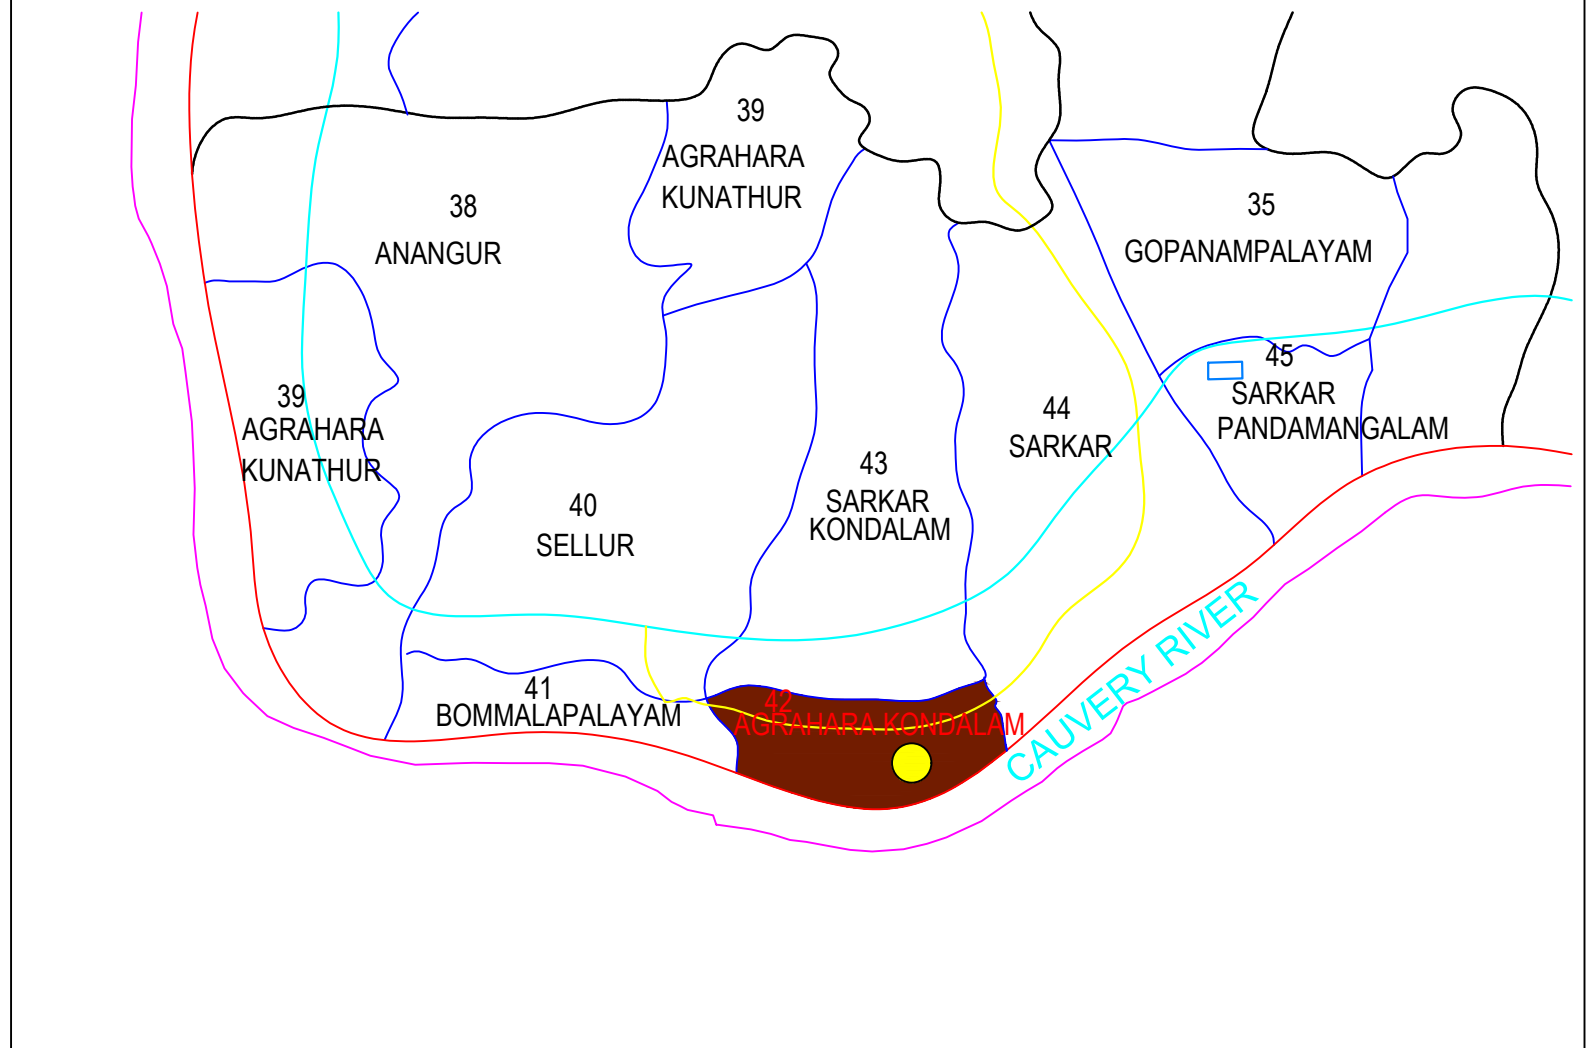 39
AGRAHARA
KUNATHUR
38
ANANGUR
35
GOPANAMPALAYAM
39
AGRAHARA
KUNATHUR
45
SARKAR
PANDAMANGALAM
44
SARKAR
43
SARKAR
KONDALAM
40
SELLUR
41
BOMMALAPALAYAM
42
AGRAHARA KONDALAM
CAUVERY RIVER